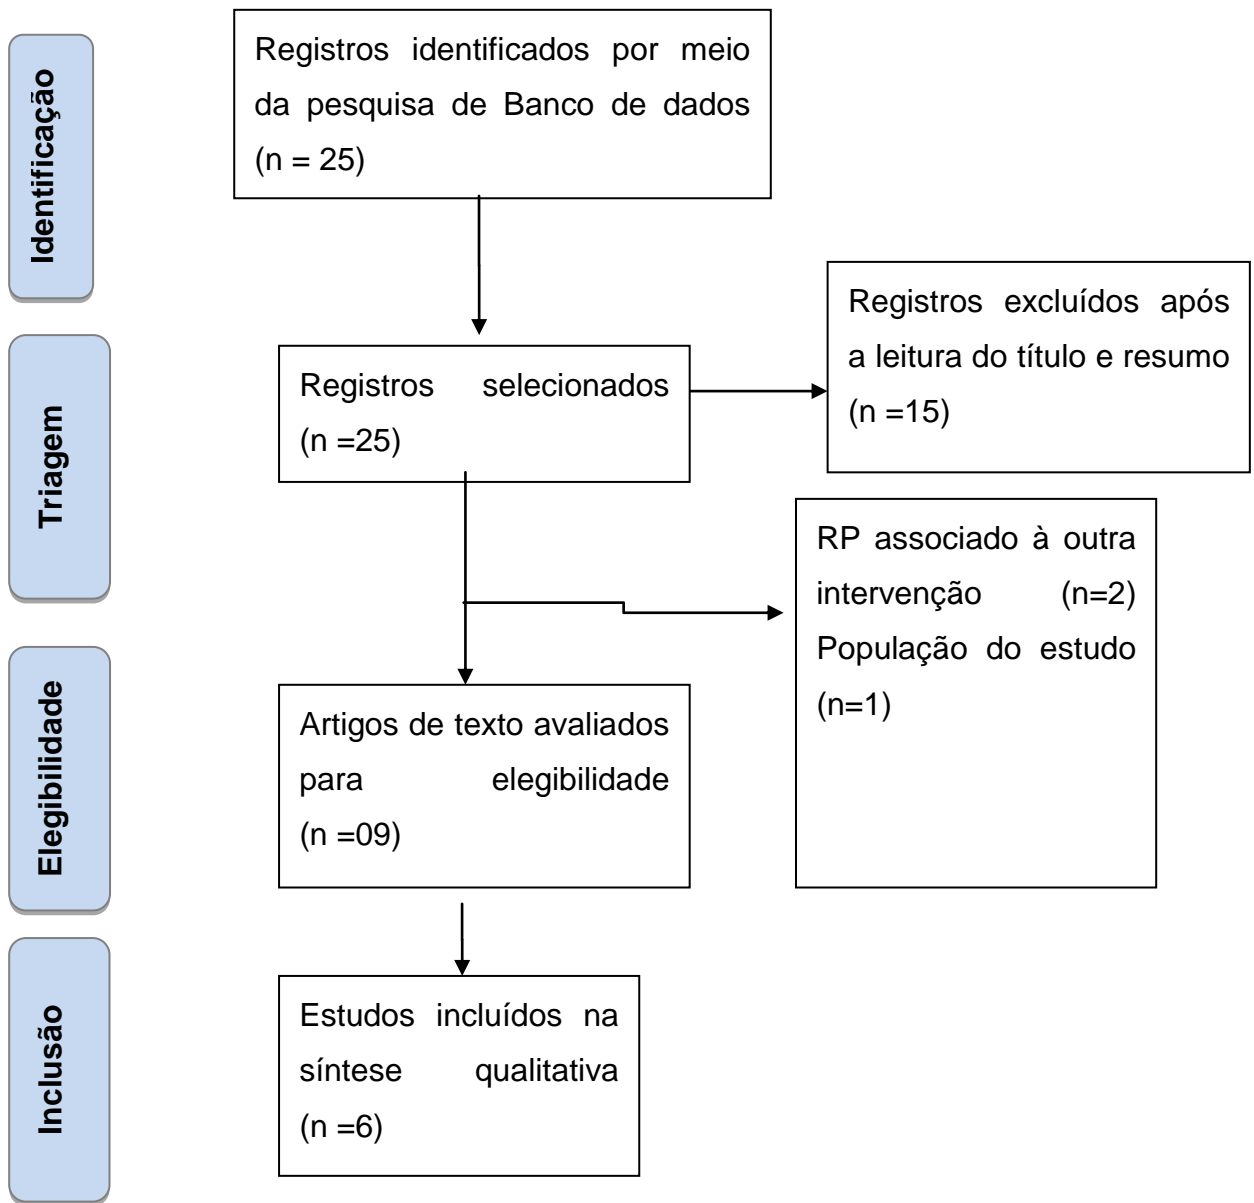 Identificação
Registros identificados por meio
da pesquisa de Banco de dados
(n = 25)
Triagem
Registros selecionados
(n =25)
Registros excluídos após
a leitura do título e resumo
(n =15)
RP associado à outra
intervenção (n=2)
População do estudo
(n=1)
Elegibilidade
Artigos de texto avaliados
para elegibilidade
(n =09)
Inclusão
Estudos incluídos na
síntese qualitativa
(n =6)